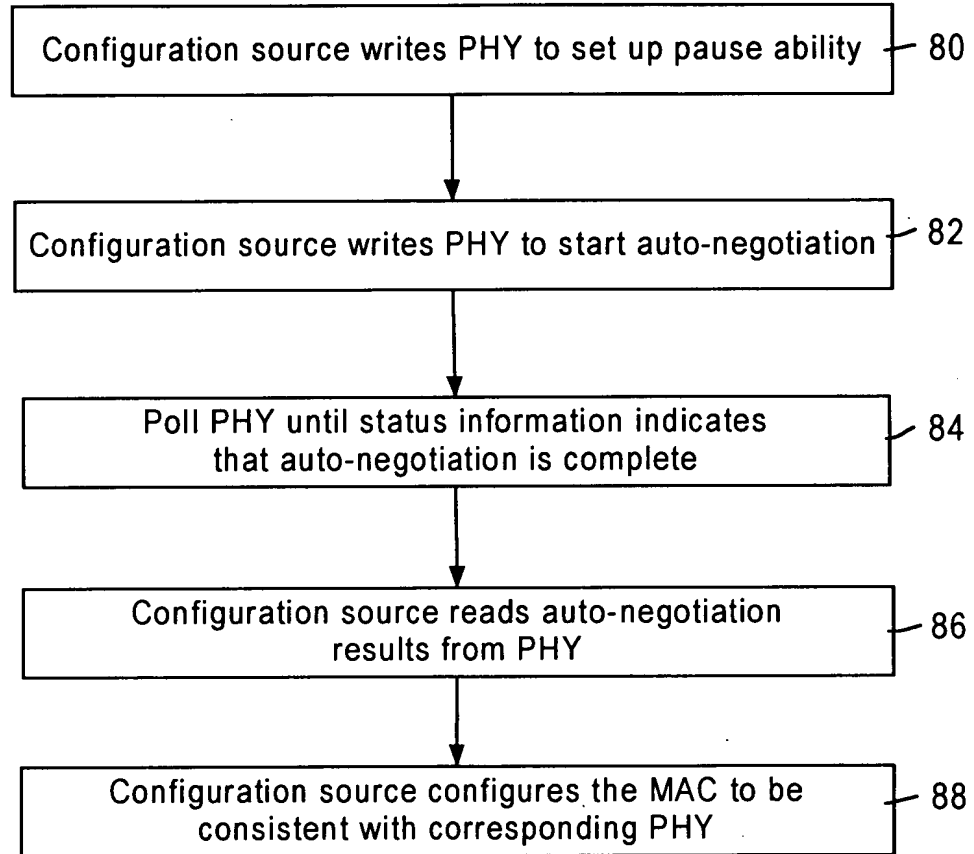 Configuration source writes PHY to set up pause ability
80
Configuration source writes PHY to start auto-negotiation
82
Poll PHY until status information indicates
that auto-negotiation is complete
84
Configuration source reads auto-negotiation
results from PHY
86
Configuration source configures the MAC to be
consistent with corresponding PHY
88